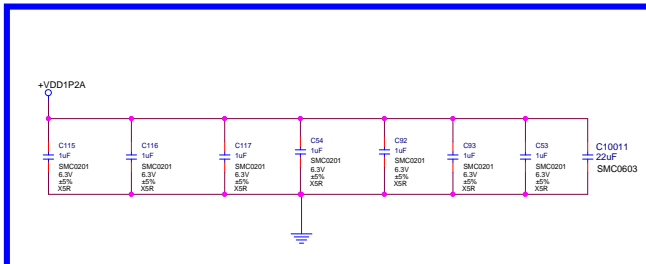 +VDD1P2A
C115
1uF
SMC0201
6.3V
±5%
X5R
C116
1uF
SMC0201
6.3V
±5%
X5R
C117
1uF
SMC0201
6.3V
±5%
X5R
C54
1uF
SMC0201
6.3V
±5%
X5R
C92
1uF
SMC0201
6.3V
±5%
X5R
C93
1uF
SMC0201
6.3V
±5%
X5R
C53
1uF
SMC0201
6.3V
±5%
X5R
C10011
22uF
SMC0603